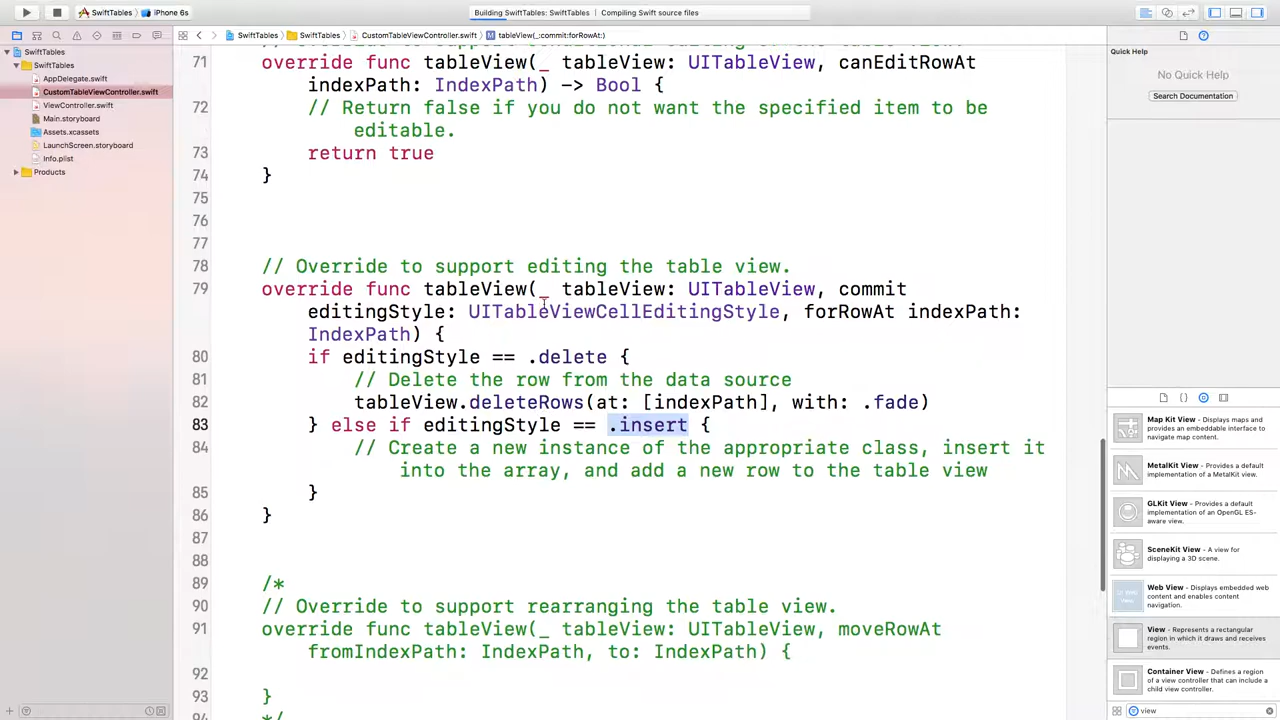 SwiftTables iPhone 6s Building SwiftTables: SwiftTables Compiling Swift source files
SwiftTables SwiftTables CustomTableViewController.swift M tableView(_:commit:forRowAt:)
SwiftTables
SwiftTables
AppDelegate.swift
CustomTableViewController.swift
ViewController.swift
Main.storyboard
Assets.xcassets
LaunchScreen.storyboard
Info.plist
Products
71 override func tableView(_ tableView: UITableView, canEditRowAt
indexPath: IndexPath) -> Bool {
72 // Return false if you do not want the specified item to be
editable.
73 return true
74 }
75
76
77
78 // Override to support editing the table view.
79 override func tableView(_ tableView: UITableView, commit
editingStyle: UITableViewCellEditingStyle, forRowAt indexPath:
IndexPath) {
80 if editingStyle == .delete {
81 // Delete the row from the data source
82 tableView.deleteRows(at: [indexPath], with: .fade)
83 } else if editingStyle == .insert {
84 // Create a new instance of the appropriate class, insert it
into the array, and add a new row to the table view
85 }
86 }
87
88
89 /*
90 // Override to support rearranging the table view.
91 override func tableView(_ tableView: UITableView, moveRowAt
fromIndexPath: IndexPath, to: IndexPath) {
92
93 }
Quick Help
No Quick Help
Search Documentation
Map Kit View - Displays maps and
provides an embeddable interface to
navigate map content.
MetalKit View - Provides a default
implementation of a MetalKit view.
GLKit View - Provides a default
implementation of an OpenGL ES-
aware view.
SceneKit View - A view for
displaying a 3D scene.
Web View - Displays embedded web
content and enables content
navigation.
View - Represents a rectangular
region in which it draws and receives
events.
Container View - Defines a region
of a view controller that can include a
child view controller.
view